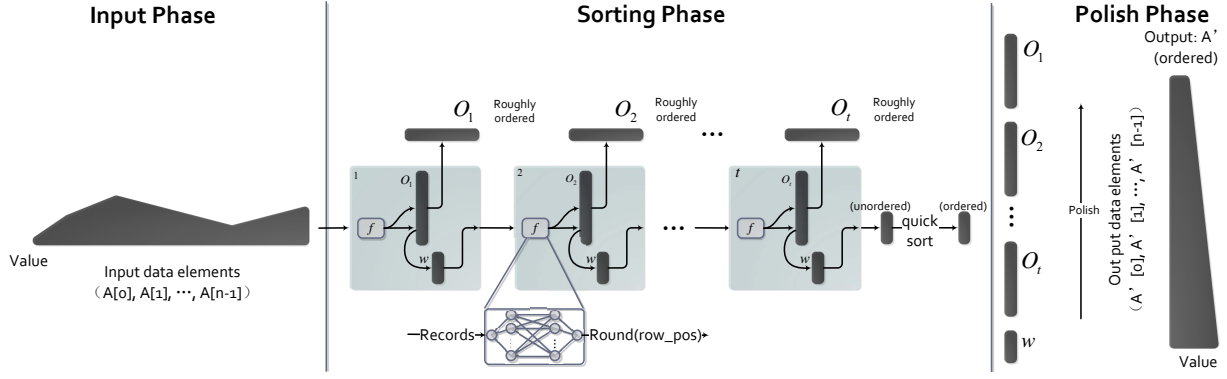 Input Phase
Value
Input data elements
(A[0], A[1], ⋯, A[n-1])
Sorting Phase
O1
Roughly
ordered
O2
Roughly
ordered
⋯
Ot
Roughly
ordered
1
O1
f
w
2
O2
f
w
⋯
t
Ot
f
w
(unordered)
quick
sort
(ordered)
Records
Round(row_pos)
Polish Phase
O1
O2
⋯
Ot
w
Polish
Out put data elements
(A' [0], A' [1], ⋯, A' [n-1])
Output: A'
(ordered)
Value